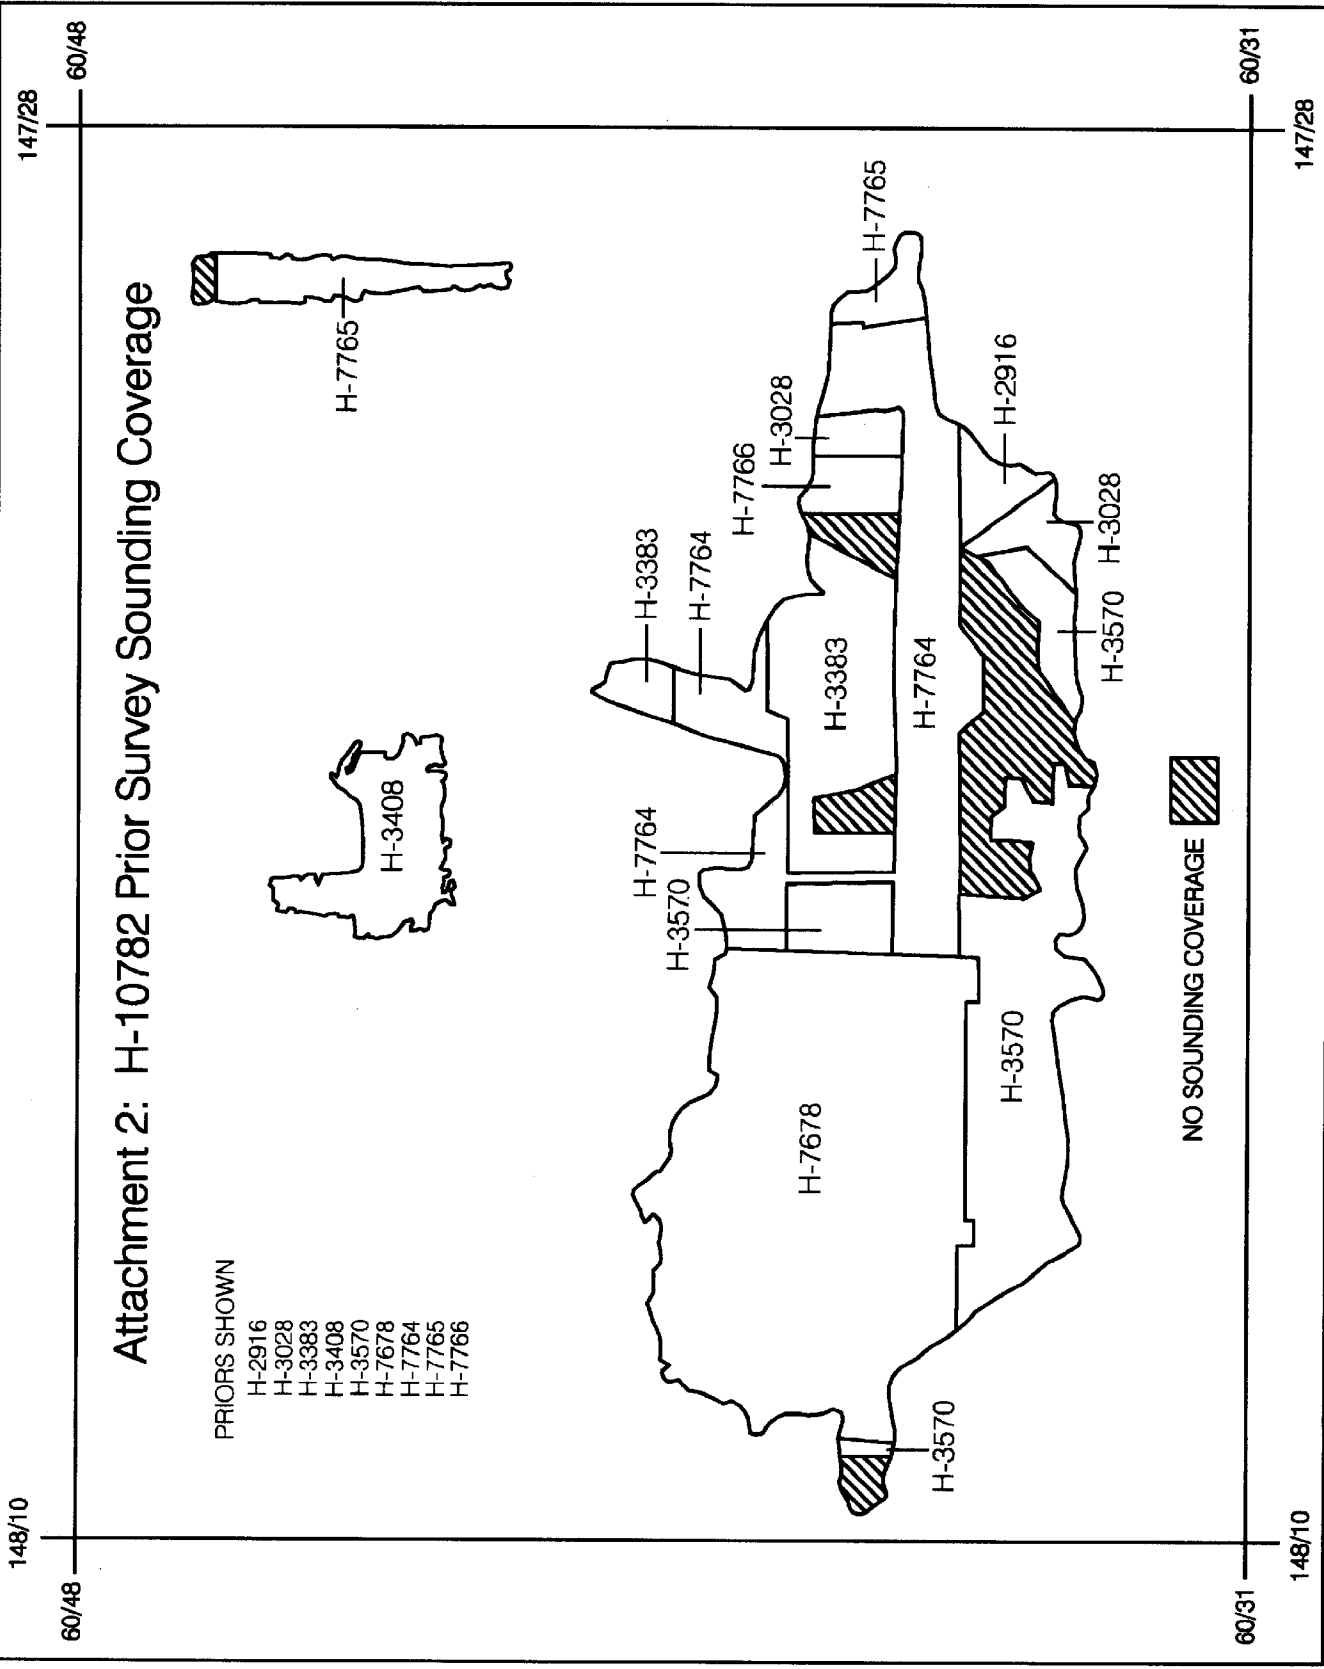 148/10
147/28
60/48
60/48
Attachment 2: H-10782 Prior Survey Sounding Coverage
PRIORS SHOWN
H-2916
H-3028
H-3383
H-3408
H-3570
H-7678
H-7764
H-7765
H-7766
H-3408
H-7765
H-3383
H-7764
H-7764
H-3570
H-7766
H-3028
H-7765
H-7678
H-3383
H-7764
H-3570
H-3570
H-2916
H-3028
H-3570
NO SOUNDING COVERAGE
60/31
60/31
148/10
147/28